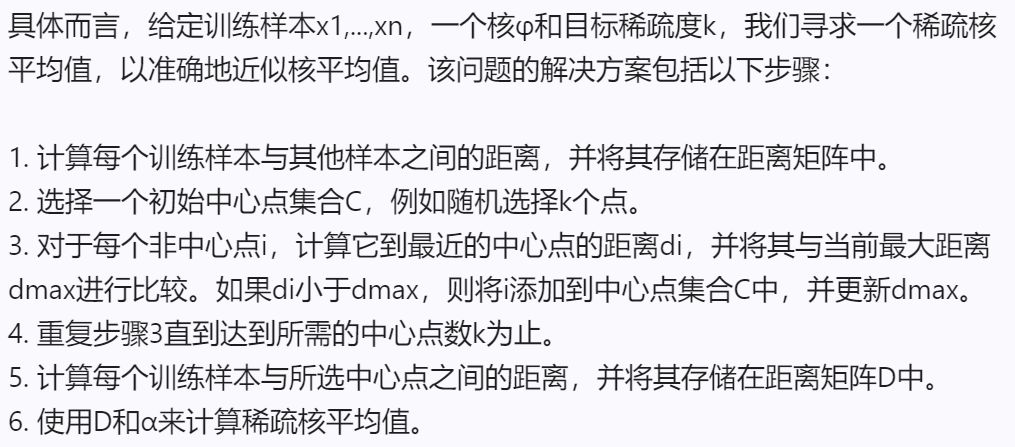 具体而言，给定训练样本x1,...,xn，一个核φ和目标稀疏度k，我们寻求一个稀疏核
平均值，以准确地近似核平均值。该问题的解决方案包括以下步骤：
1. 计算每个训练样本与其他样本之间的距离，并将其存储在距离矩阵中。
2. 选择一个初始中心点集合C，例如随机选择k个点。
3. 对于每个非中心点i，计算它到最近的中心点的距离di，并将其与当前最大距离
dmax进行比较。如果di小于dmax，则将i添加到中心点集合C中，并更新dmax。
4. 重复步骤3直到达到所需的中心点数k为止。
5. 计算每个训练样本与所选中心点之间的距离，并将其存储在距离矩阵D中。
6. 使用D和α来计算稀疏核平均值。